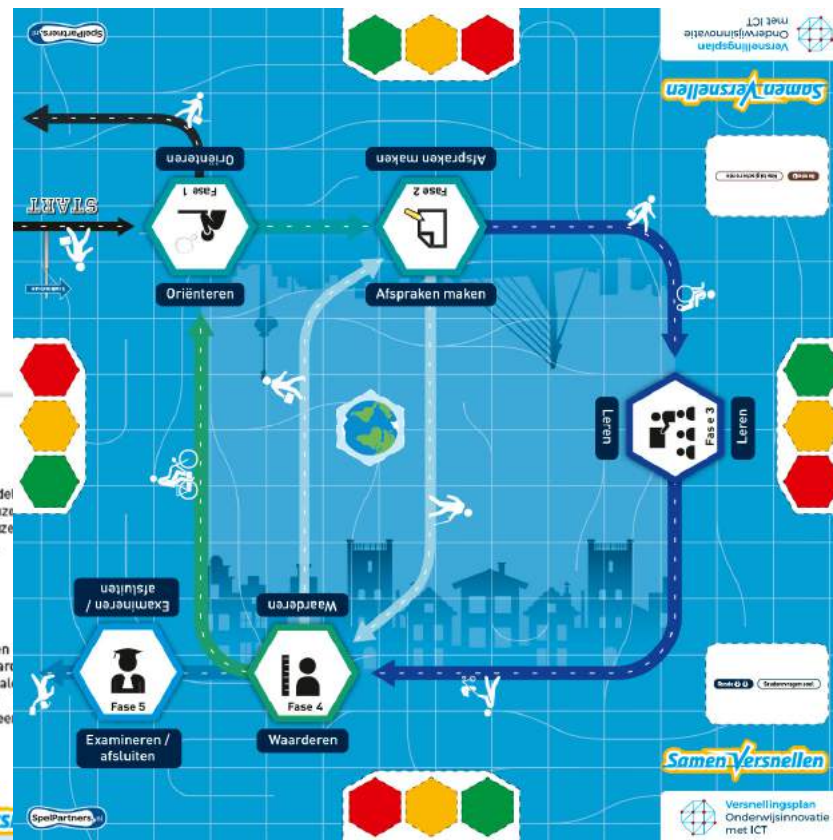 SpelPartners.nl
Versnellingsplan
Onderwijsinnovatie
met ICT
Samen Versnellen
Oriënteren
Afspraken maken
Fase 1
Fase 2
START
Oriënteren
Afspraken maken
Leren
Fase 3
Leren
Examineren /
afsluiten
Waarderen
Fase 5
Fase 4
Examineren /
afsluiten
Waarderen
Samen Versnellen
SpelPartners.nl
Versnellingsplan
Onderwijsinnovatie
met ICT